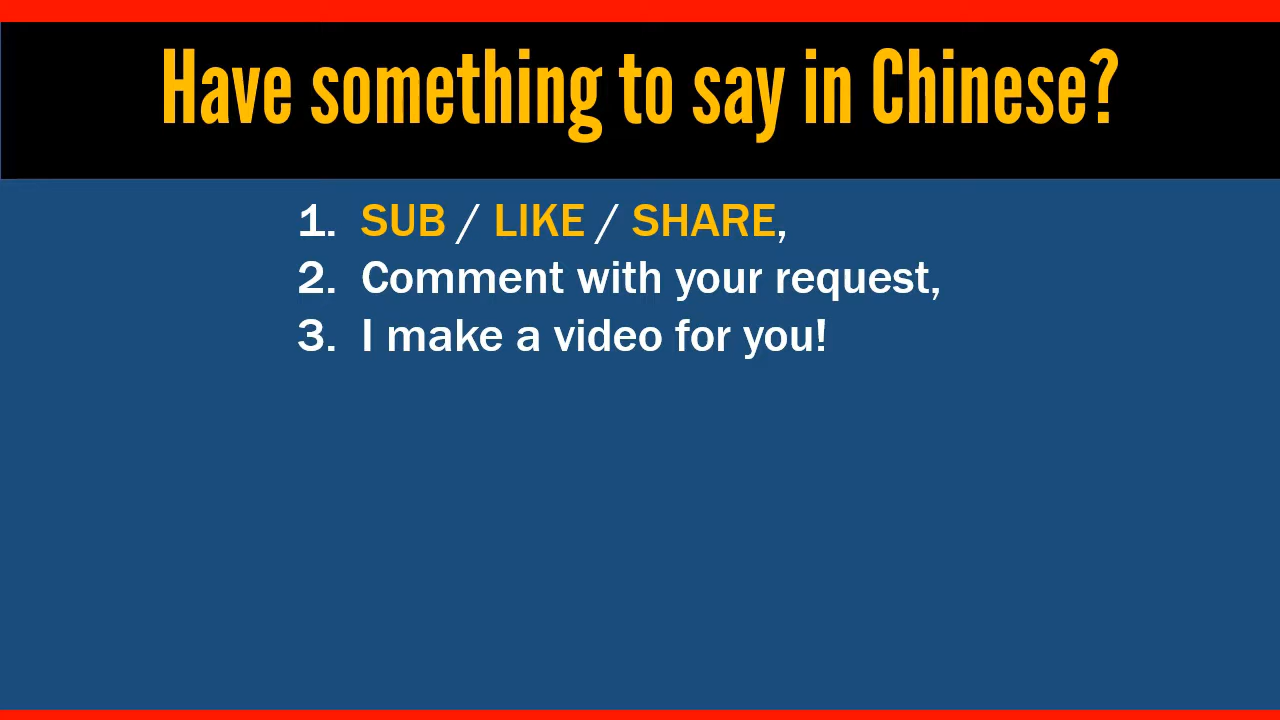 Have something to say in Chinese?
1. SUB / LIKE / SHARE,
2. Comment with your request,
3. I make a video for you!